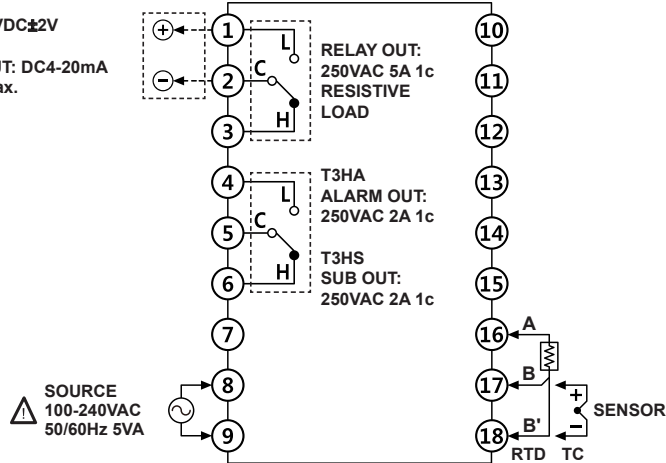 VDC±2V
T: DC4-20mA
ax.
+
-
1
2
3
4
5
6
7
8
9
10
11
12
13
14
15
16
17
18
L
C
H
RELAY OUT:
250VAC 5A 1c
RESISTIVE
LOAD
L
C
H
T3HA
ALARM OUT:
250VAC 2A 1c
T3HS
SUB OUT:
250VAC 2A 1c
SOURCE
100-240VAC
50/60Hz 5VA
!
A
B
B'
+
-
SENSOR
RTD TC